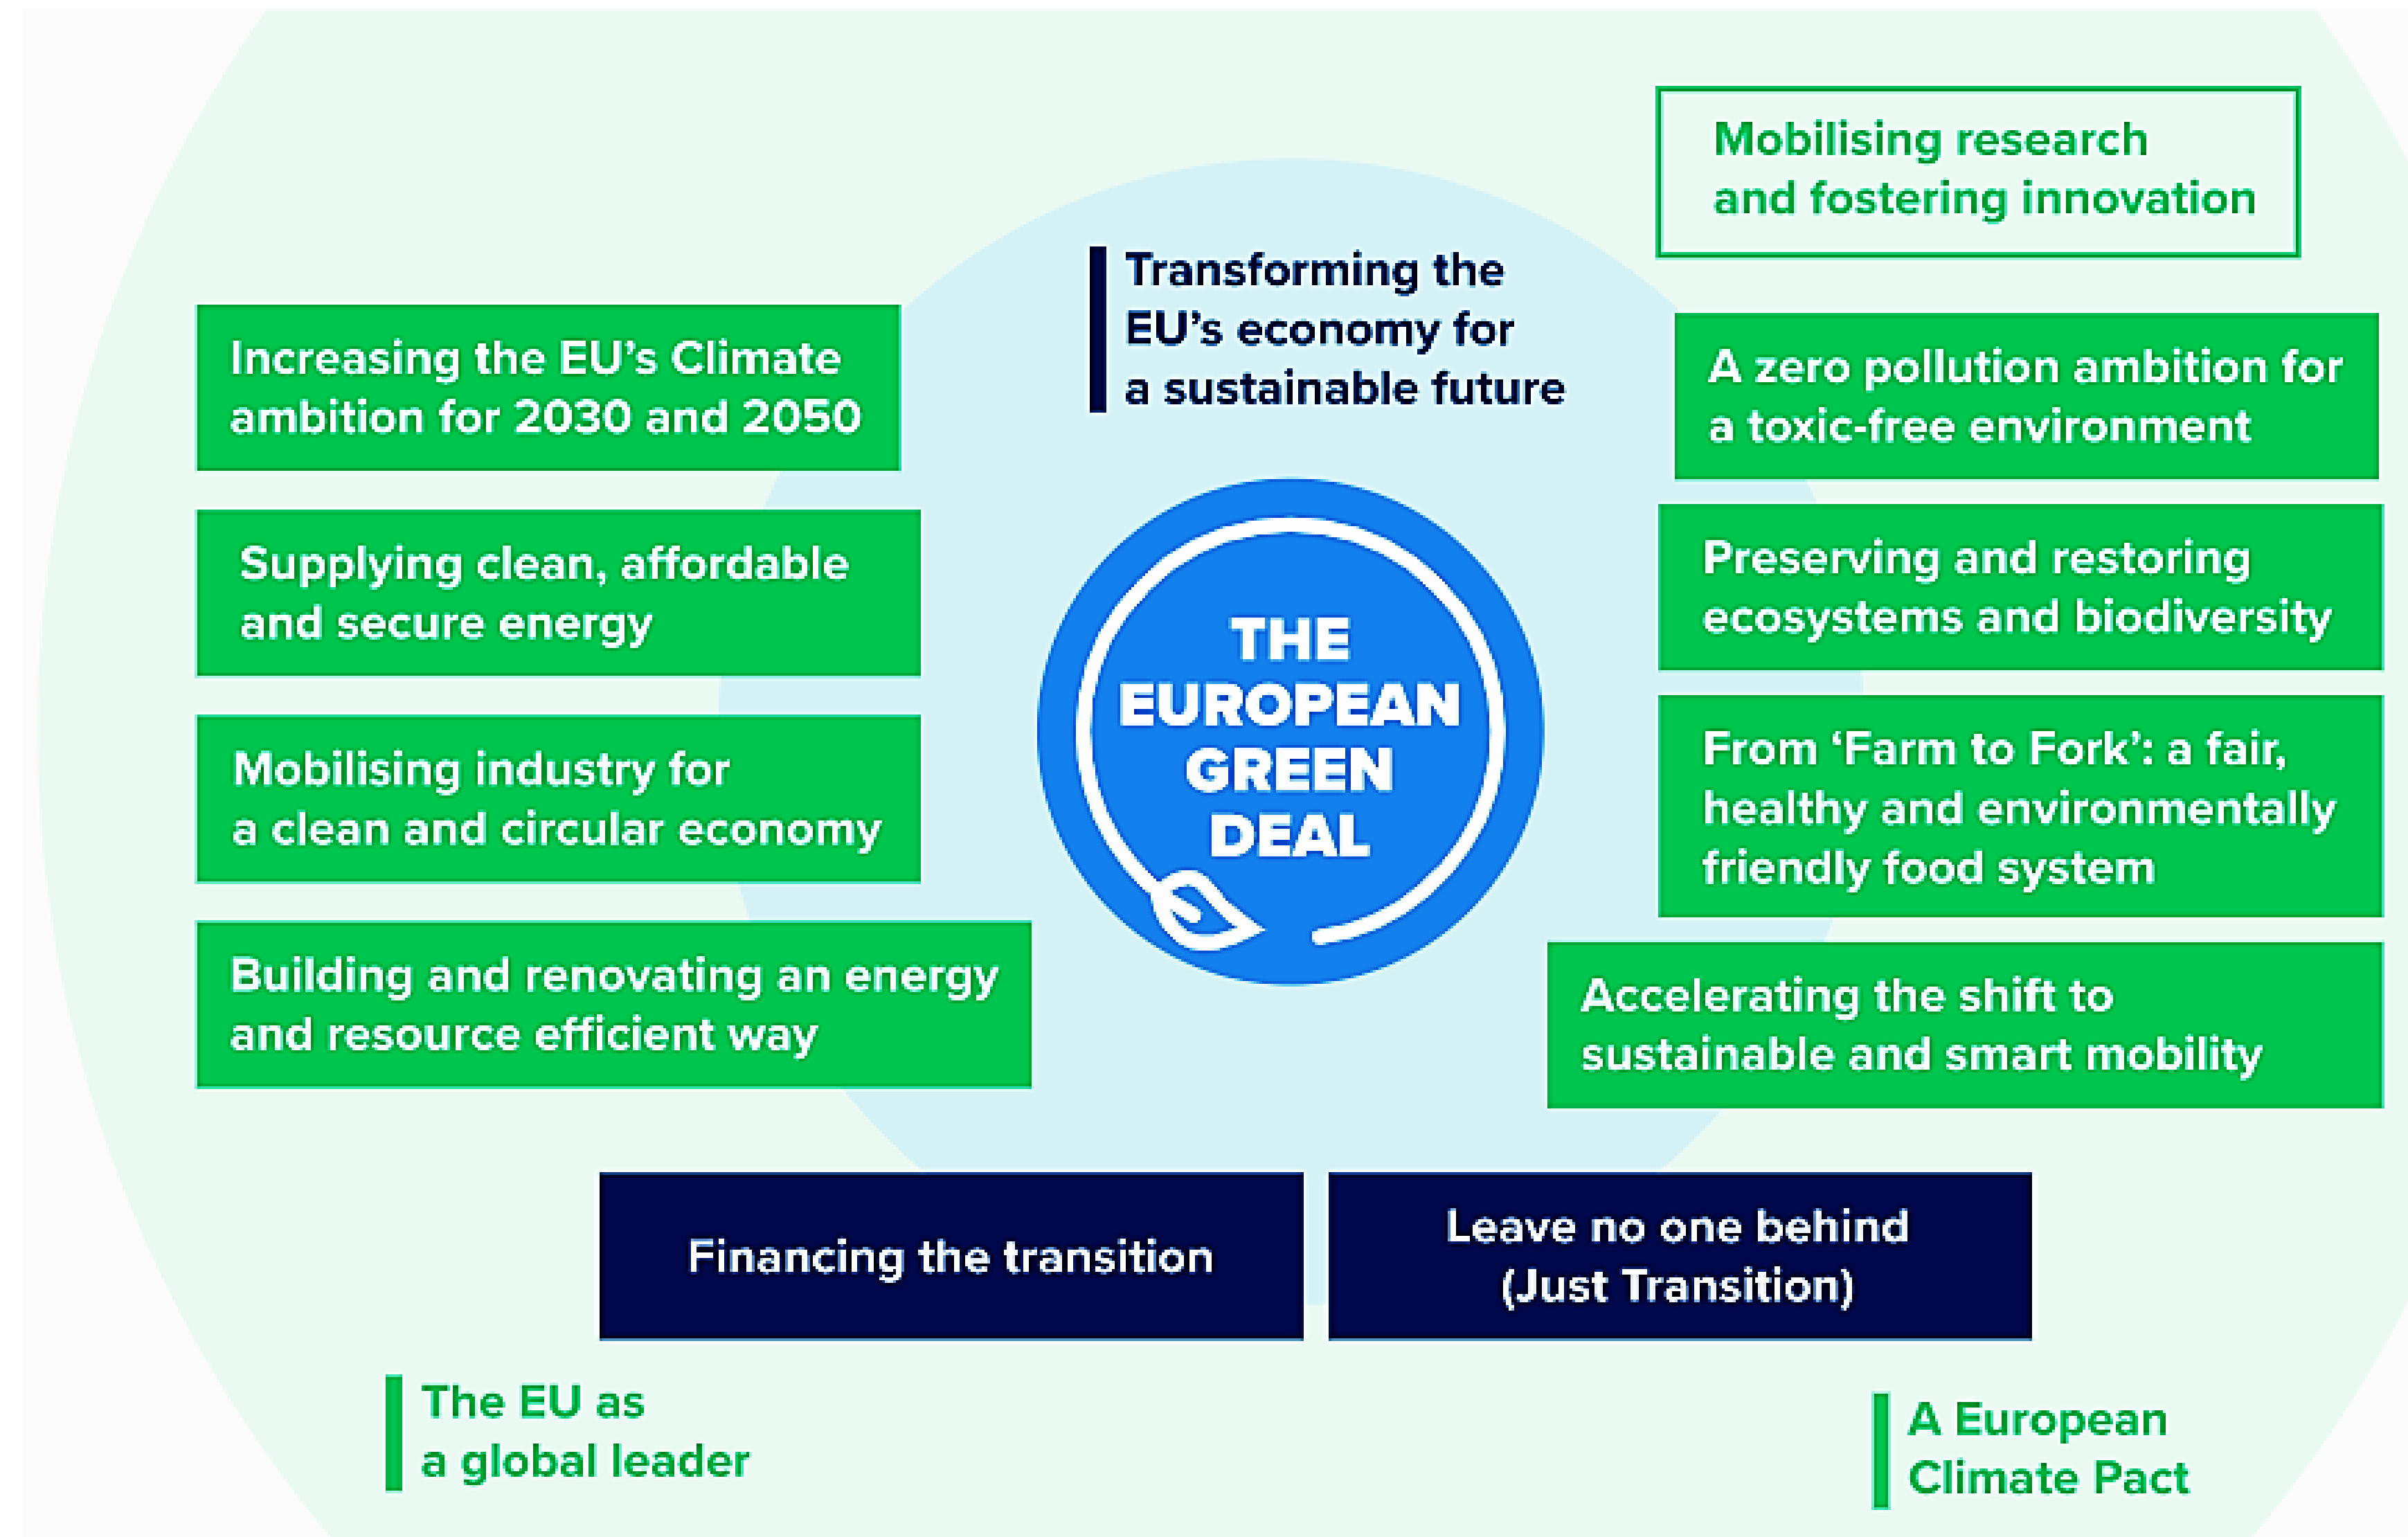 Mobilising research
and fostering innovation
Transforming the
EU’s economy for
a sustainable future
Increasing the EU’s Climate
ambition for 2030 and 2050
Supplying clean, affordable
and secure energy
Mobilising industry for
a clean and circular economy
Building and renovating an energy
and resource efficient way
THE
EUROPEAN
GREEN
DEAL
A zero pollution ambition for
a toxic-free environment
Preserving and restoring
ecosystems and biodiversity
From ‘Farm to Fork’: a fair,
healthy and environmentally
friendly food system
Accelerating the shift to
sustainable and smart mobility
Financing the transition
Leave no one behind
(Just Transition)
The EU as
a global leader
A European
Climate Pact